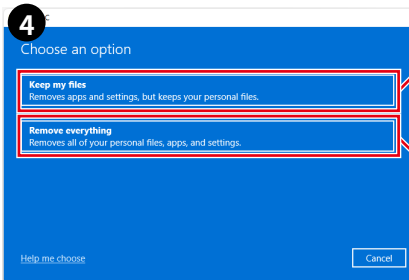 4
Choose an option
Keep my files
Removes apps and settings, but keeps your personal files.
Remove everything
Removes all of your personal files, apps, and settings.
Help me choose
Cancel